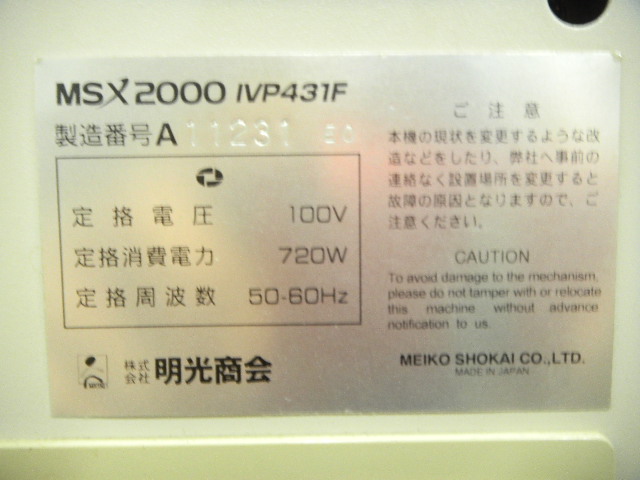 MSX2000 IVP431F
製造番号 A 11231
定格電圧 100V
定格消費電力 720W
定格周波数 50-60Hz
株式会社 明光商会
ご注意
本機の現状を変更するような改
造などをしたり、弊社へ事前の
連絡なく設置場所を変更すると
故障の原因となりますので、ご
注意ください。
CAUTION
To avoid damage to the mechanism,
please do not tamper with or relocate
this machine without advance
notification to us.
MEIKO SHOKAI CO., LTD.
MADE IN JAPAN